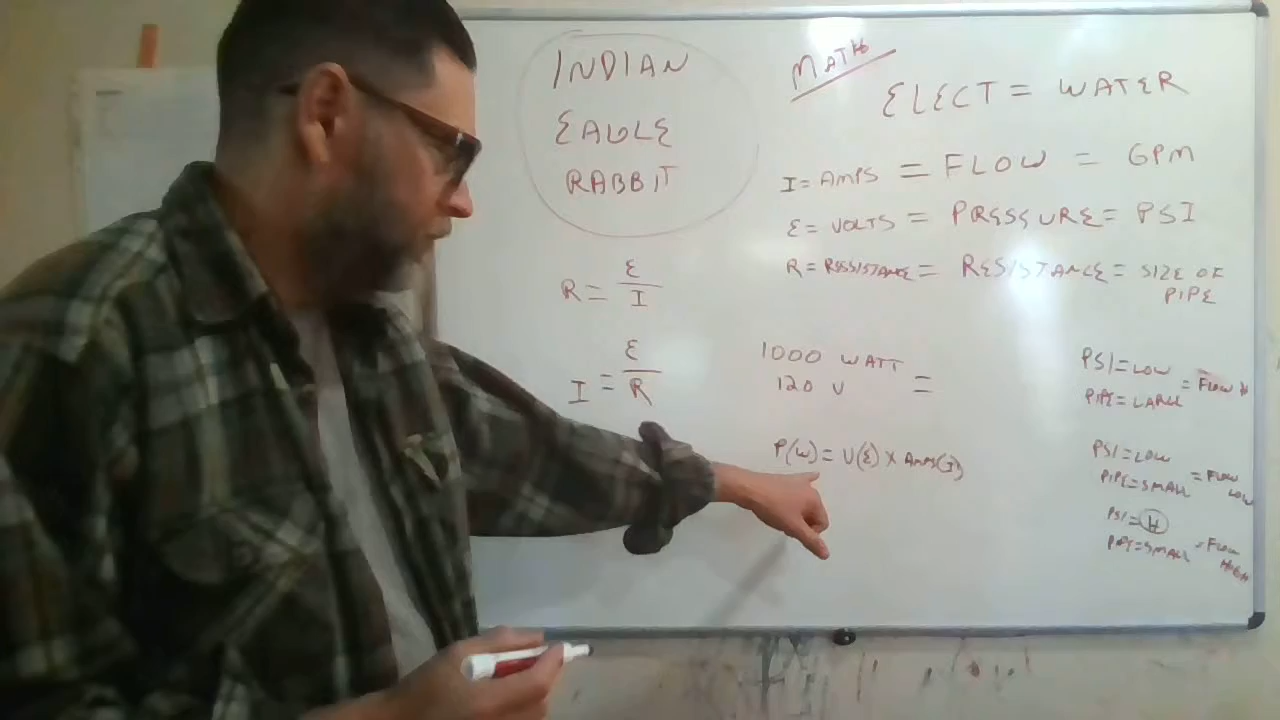 INDIAN
EAGLE
RABBIT
MATH
ELECT = WATER
I = AMPS = FLOW = GPM
E = VOLTS = PRESSURE = PSI
R = RESSISTANCE = RESISTANCE = SIZE OF
PIPE
R = E
I
I = E
R
1000 WATT
120 V =
P(W) = V(E) X AMPS(I)
PSI = LOW
PIPE = LARGE = FLOW H
PSI = LOW
PIPE = SMALL = FLOW
LOW
PSI = H
PIPE = SMALL = FLOW
HIGH